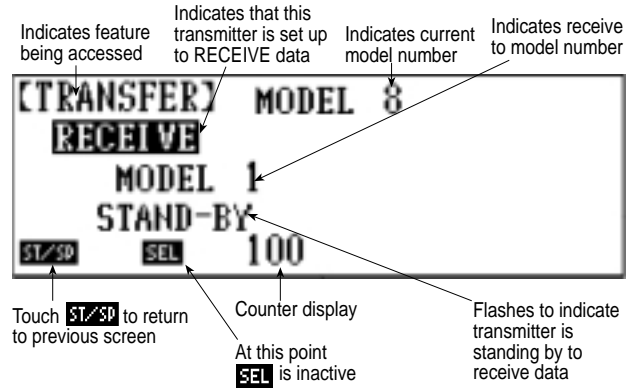 Indicates feature
being accessed
Indicates that this
transmitter is set up
to RECEIVE data
Indicates current
model number
Indicates receive
to model number
[TRANSFER] MODEL 8
RECEIVE
MODEL 1
STAND-BY
ST/SP SEL 100
Touch ST/SP to return
to previous screen
At this point
SEL is inactive
Counter display
Flashes to indicate
transmitter is
standing by to
receive data